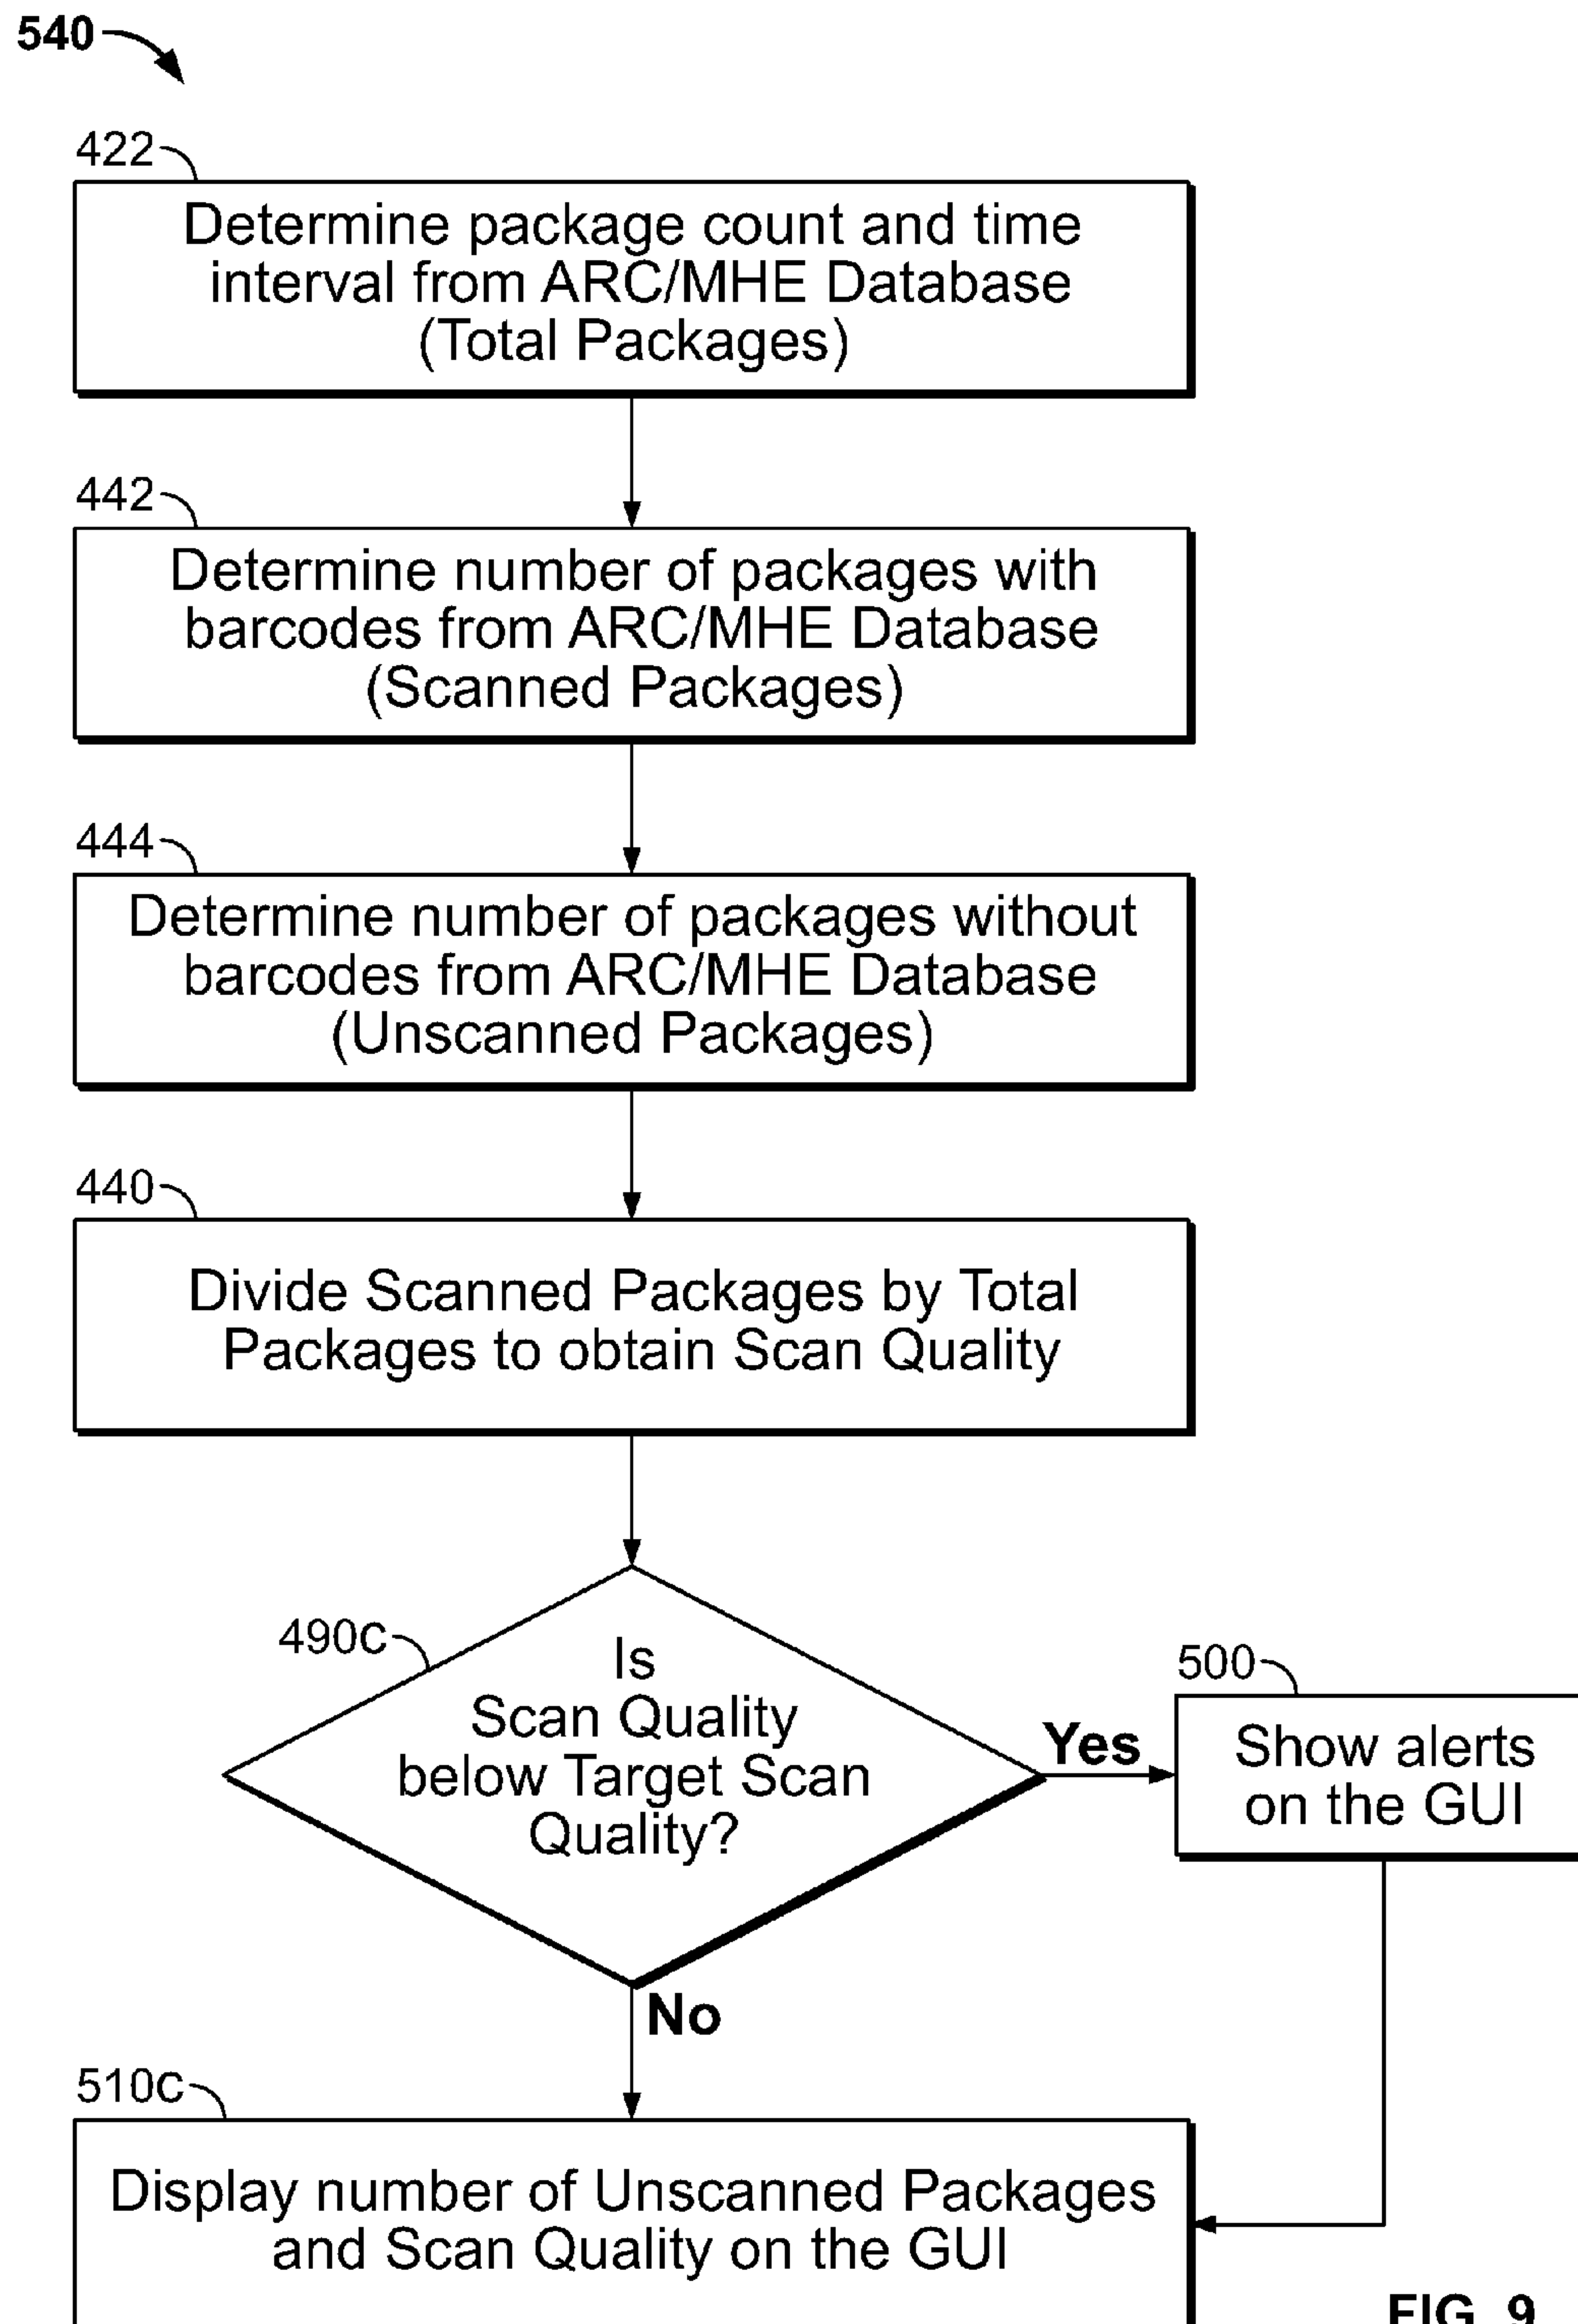 540
422
Determine package count and time
interval from ARC/MHE Database
(Total Packages)
442
Determine number of packages with
barcodes from ARC/MHE Database
(Scanned Packages)
444
Determine number of packages without
barcodes from ARC/MHE Database
(Unscanned Packages)
440
Divide Scanned Packages by Total
Packages to obtain Scan Quality
490c
Is
Scan Quality
below Target Scan
Quality?
Yes
500
Show alerts
on the GUI
No
510c
Display number of Unscanned Packages
and Scan Quality on the GUI
FIG. 9